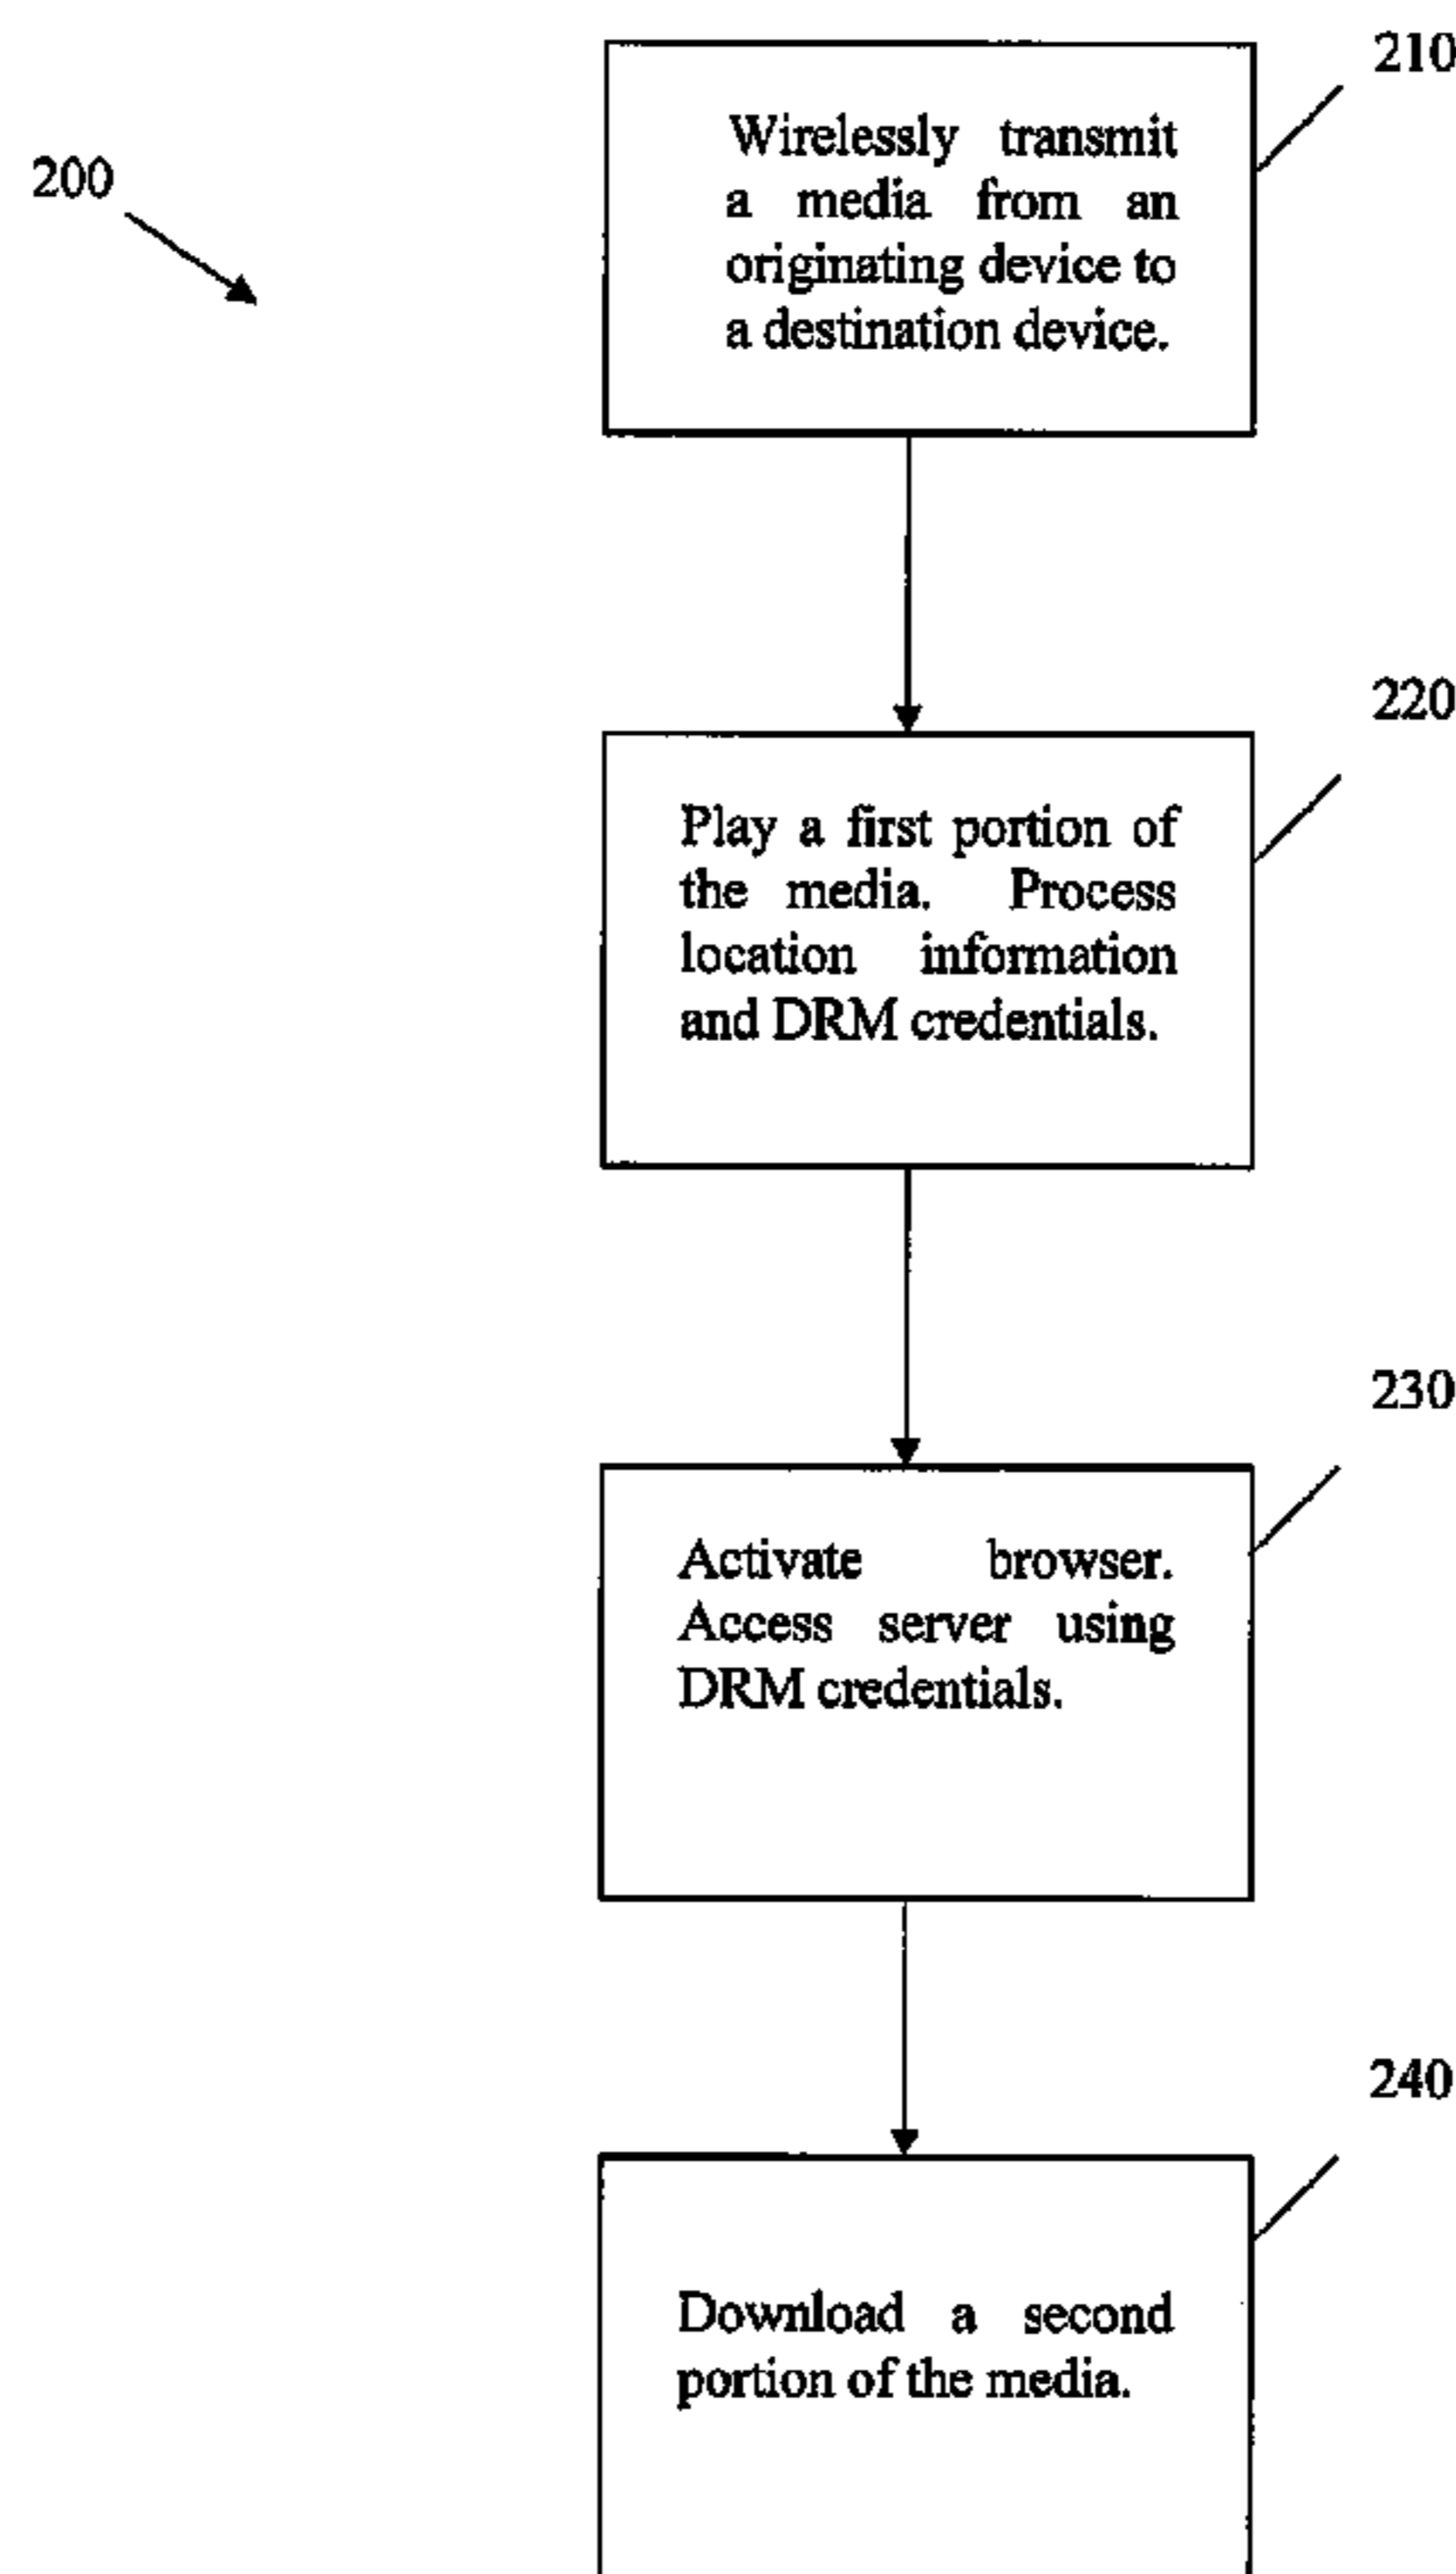 210
200
Wirelessly transmit
a media from an
originating device to
a destination device.
220
Play a first portion of
the media. Process
location information
and DRM credentials.
230
Activate browser.
Access server using
DRM credentials.
240
Download a second
portion of the media.